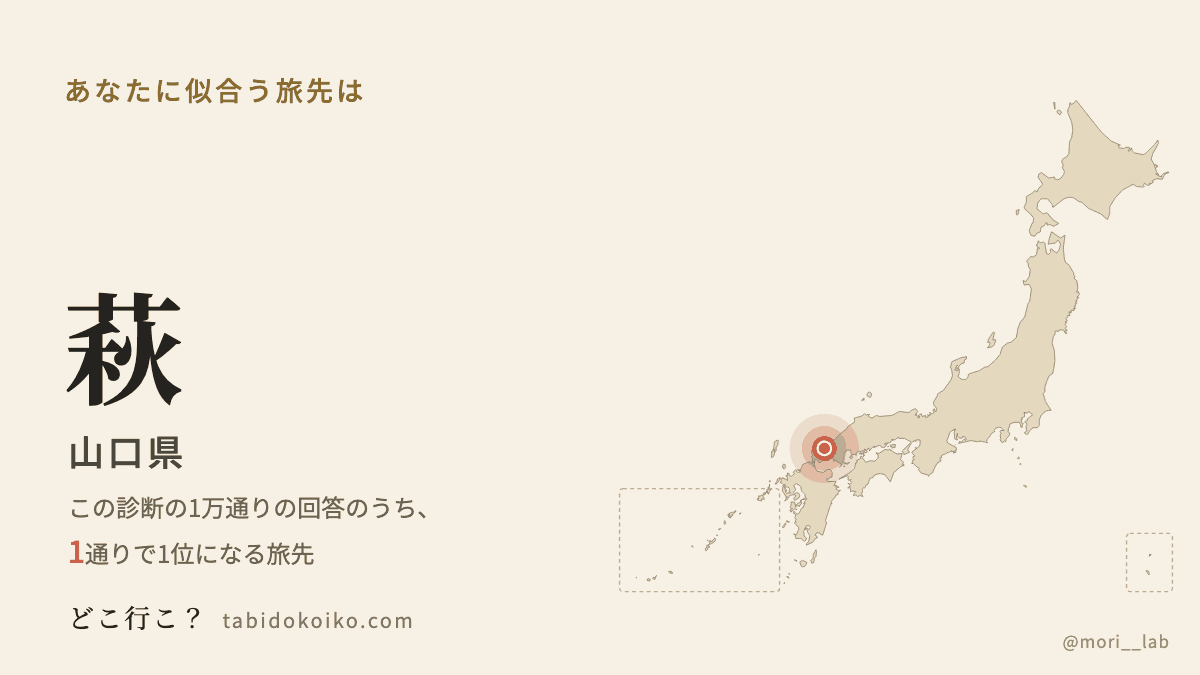 あなたに似合う旅先は
萩
山口県
この診断の1万通りの回答のうち、
1通りで1位になる旅先
どこ行こ？ tabidokoiko.com
@mori__lab